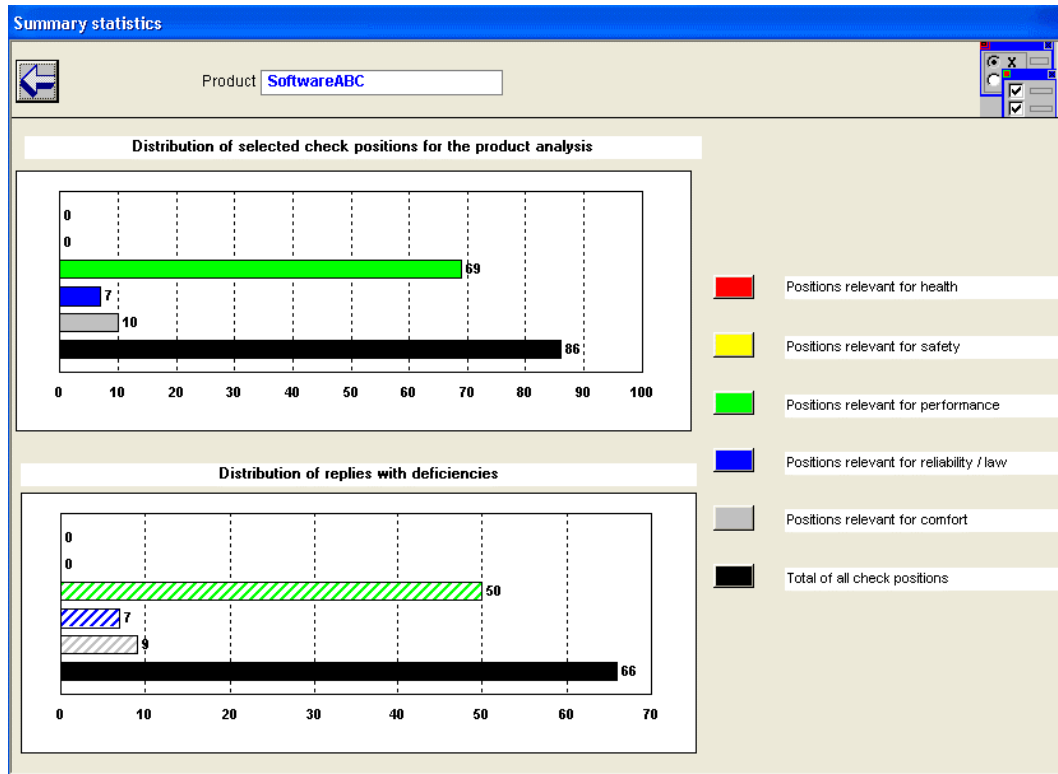 Summary statistics
Product SoftwareABC
X
Distribution of selected check positions for the product analysis
0
0
69
7
10
86
0 10 20 30 40 50 60 70 80 90 100
Distribution of replies with deficiencies
0
0
50
7
9
66
0 10 20 30 40 50 60 70
Positions relevant for health
Positions relevant for safety
Positions relevant for performance
Positions relevant for reliability / law
Positions relevant for comfort
Total of all check positions